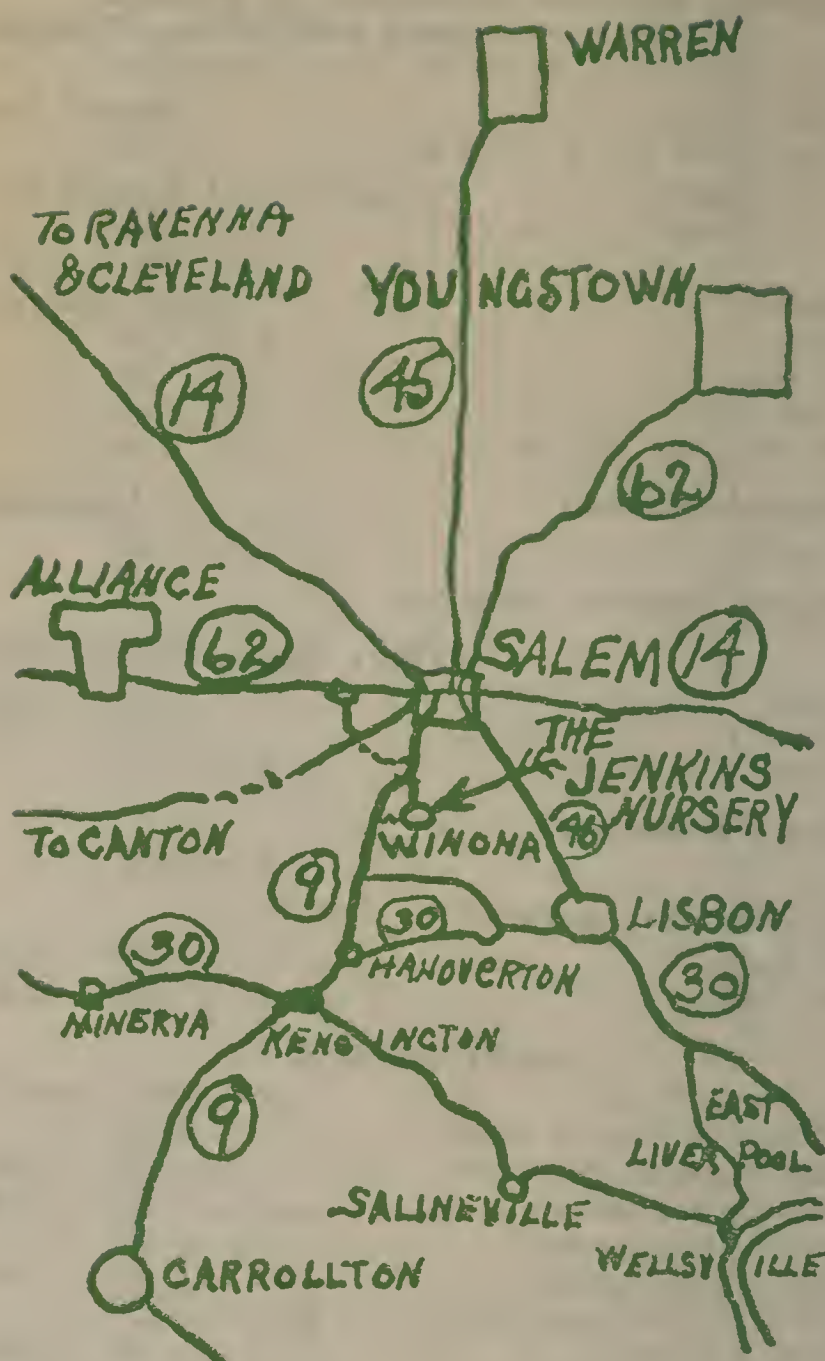 WARREN
TO RAVENNA
& CLEVELAND
YOUNGSTOWN
14
45
62
ALLIANCE
62
SALEM 14
THE
JENKINS
NURSERY
TO CANTON
WINONA
9
30
LISBON
30
HANOVERTON
30
MINERVA
KENSINGTON
9
EAST
LIVERPOOL
SALINEVILLE
WELLSVILLE
CARROLLTON